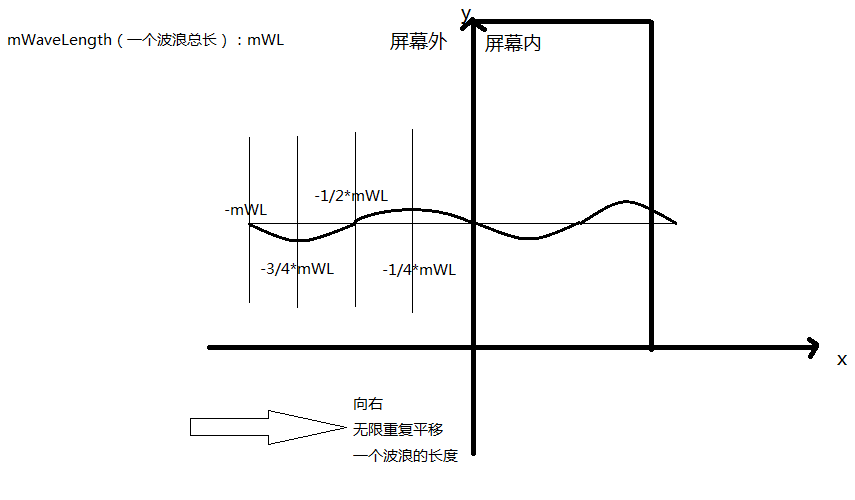 y
mWaveLength（一个波浪总长）：mWL
屏幕外
屏幕内
-1/2*mWL
-mWL
-3/4*mWL
-1/4*mWL
x
向右
无限重复平移
一个波浪的长度